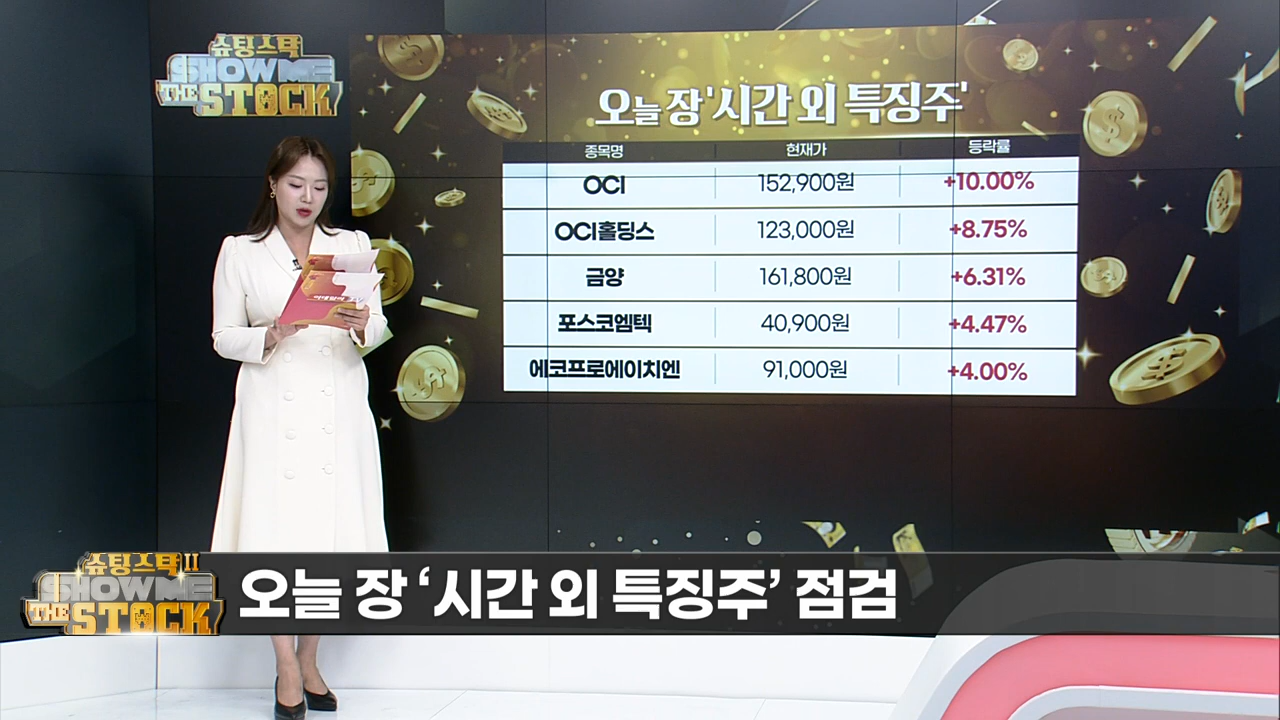 슈팅스탁
SHOW ME
THE STOCK
오늘 장 '시간 외 특징주'
종목명 현재가 등락률
OCI 152,900원 +10.00%
OCI홀딩스 123,000원 +8.75%
금양 161,800원 +6.31%
포스코엠텍 40,900원 +4.47%
에코프로에이치엔 91,000원 +4.00%
슈팅스탁II
SHOW ME
THE STOCK
오늘 장 ‘시간 외 특징주’ 점검